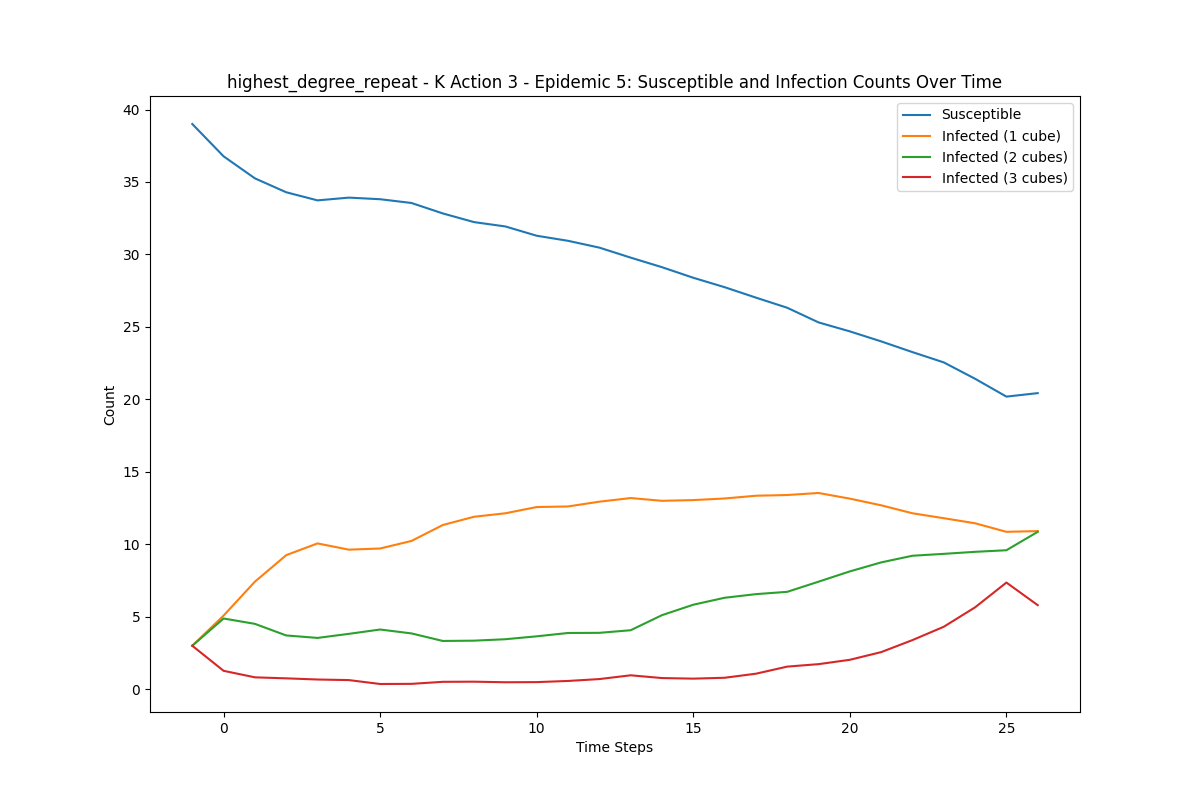 highest_degree_repeat - K Action 3 - Epidemic 5: Susceptible and Infection Counts Over Time
Susceptible
Infected (1 cube)
Infected (2 cubes)
Infected (3 cubes)
Count
40
35
30
25
20
15
10
5
0
0 5 10 15 20 25
Time Steps